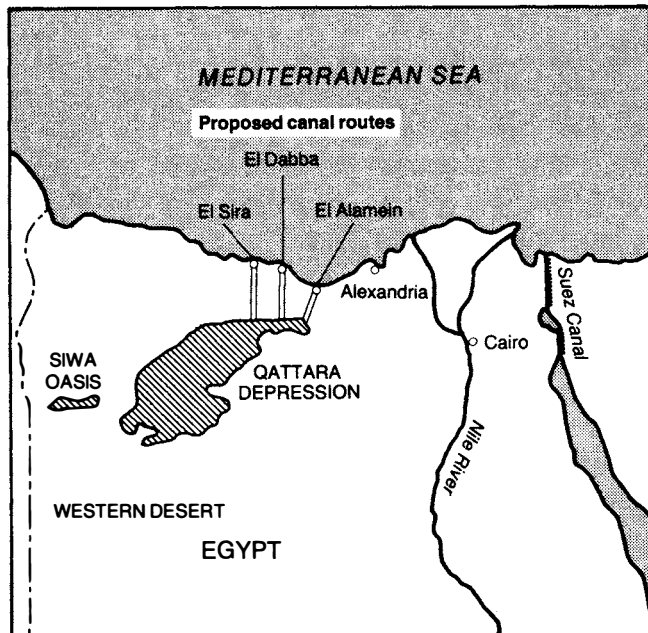 MEDITERRANEAN SEA
Proposed canal routes
El Dabba
El Sira
El Alamein
Alexandria
Suez Canal
Cairo
SIWA
OASIS
QATTARA
DEPRESSION
Nile River
WESTERN DESERT
EGYPT